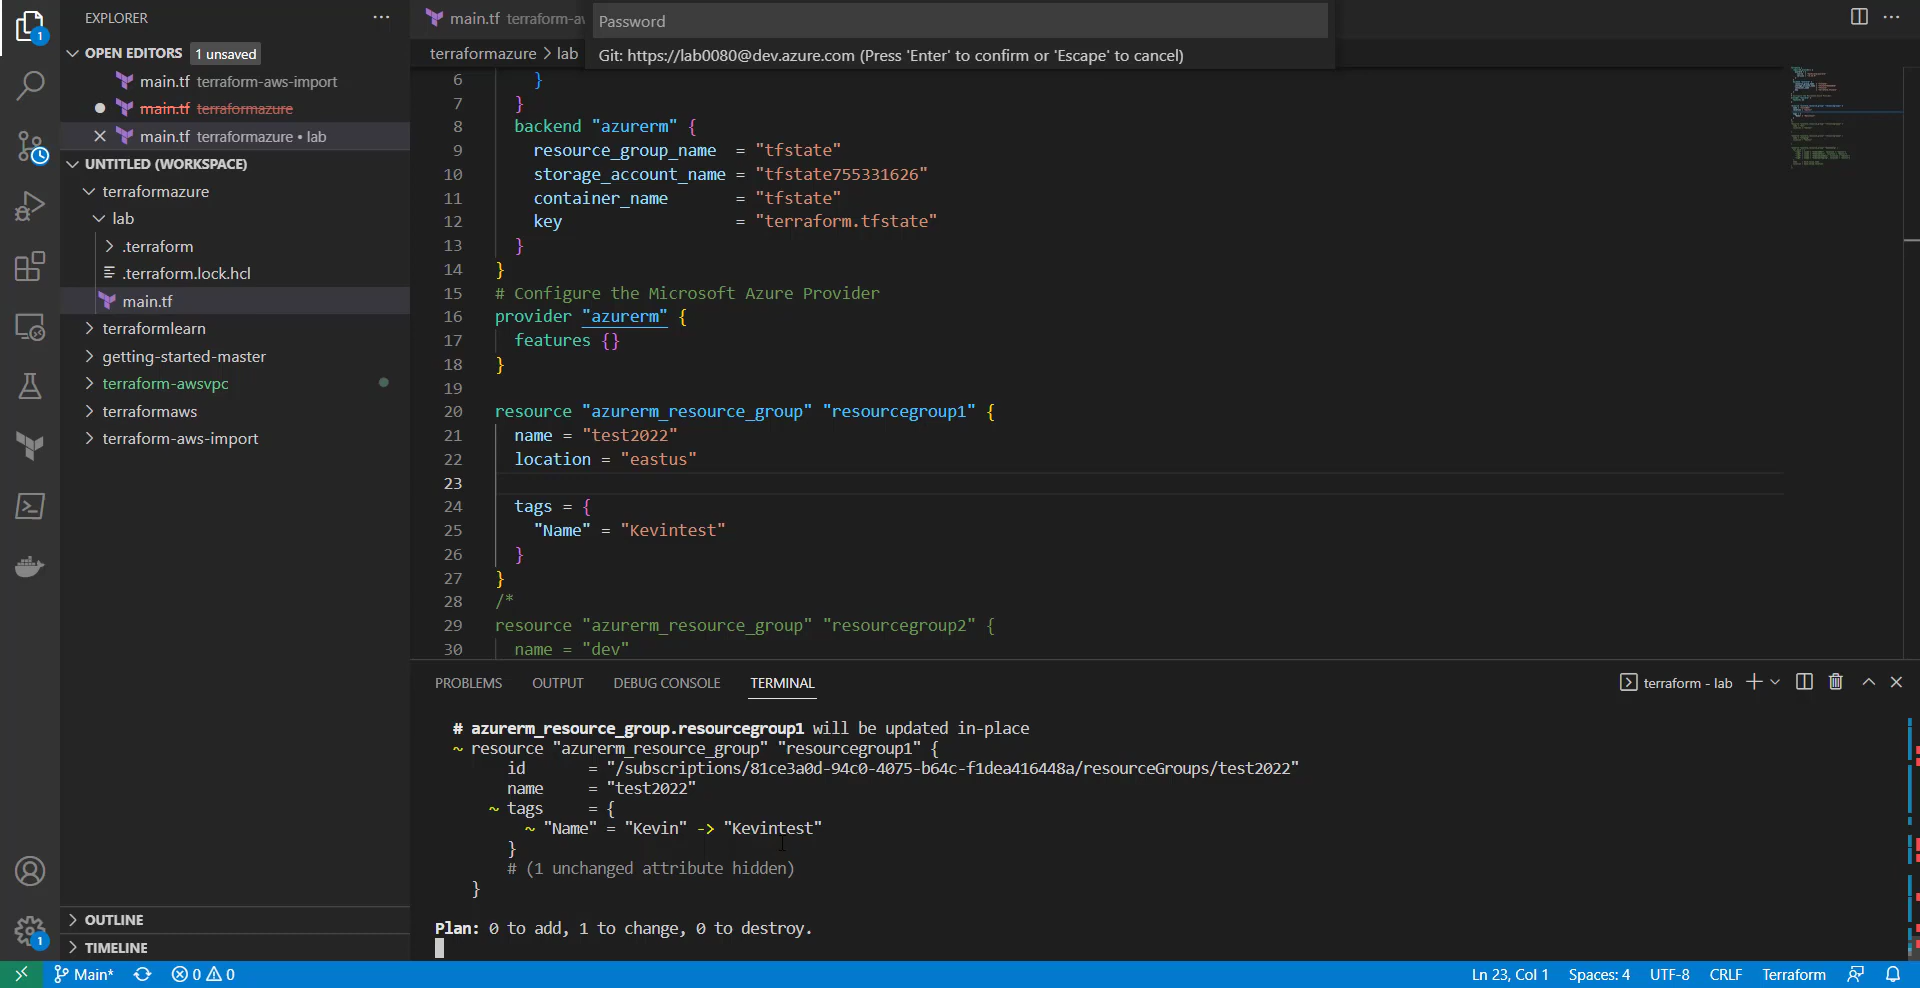 EXPLORER
OPEN EDITORS 1 unsaved
main.tf terraform-aws-import
main.tf terraformazure
main.tf terraformazure • lab
UNTITLED (WORKSPACE)
terraformazure
lab
.terraform
.terraform.lock.hcl
main.tf
terraformlearn
getting-started-master
terraform-awsvpc
terraformaws
terraform-aws-import
OUTLINE
TIMELINE
main.tf terraform-aw
Password
Git: https://lab0080@dev.azure.com (Press 'Enter' to confirm or 'Escape' to cancel)
terraformazure > lab
6 }
7 }
8 backend "azurerm" {
9 resource_group_name = "tfstate"
10 storage_account_name = "tfstate755331626"
11 container_name = "tfstate"
12 key = "terraform.tfstate"
13 }
14 }
15 # Configure the Microsoft Azure Provider
16 provider "azurerm" {
17 features {}
18 }
19
20 resource "azurerm_resource_group" "resourcegroup1" {
21 name = "test2022"
22 location = "eastus"
23
24 tags = {
25 "Name" = "Kevintest"
26 }
27 }
28 /*
29 resource "azurerm_resource_group" "resourcegroup2" {
30 name = "dev"
PROBLEMS OUTPUT DEBUG CONSOLE TERMINAL
terraform - lab
# azurerm_resource_group.resourcegroup1 will be updated in-place
~ resource "azurerm_resource_group" "resourcegroup1" {
id = "/subscriptions/81ce3a0d-94c0-4075-b64c-f1dea416448a/resourceGroups/test2022"
name = "test2022"
~ tags = {
~ "Name" = "Kevin" -> "Kevintest"
}
# (1 unchanged attribute hidden)
}
Plan: 0 to add, 1 to change, 0 to destroy.
Main* 0 0 Ln 23, Col 1 Spaces: 4 UTF-8 CRLF Terraform